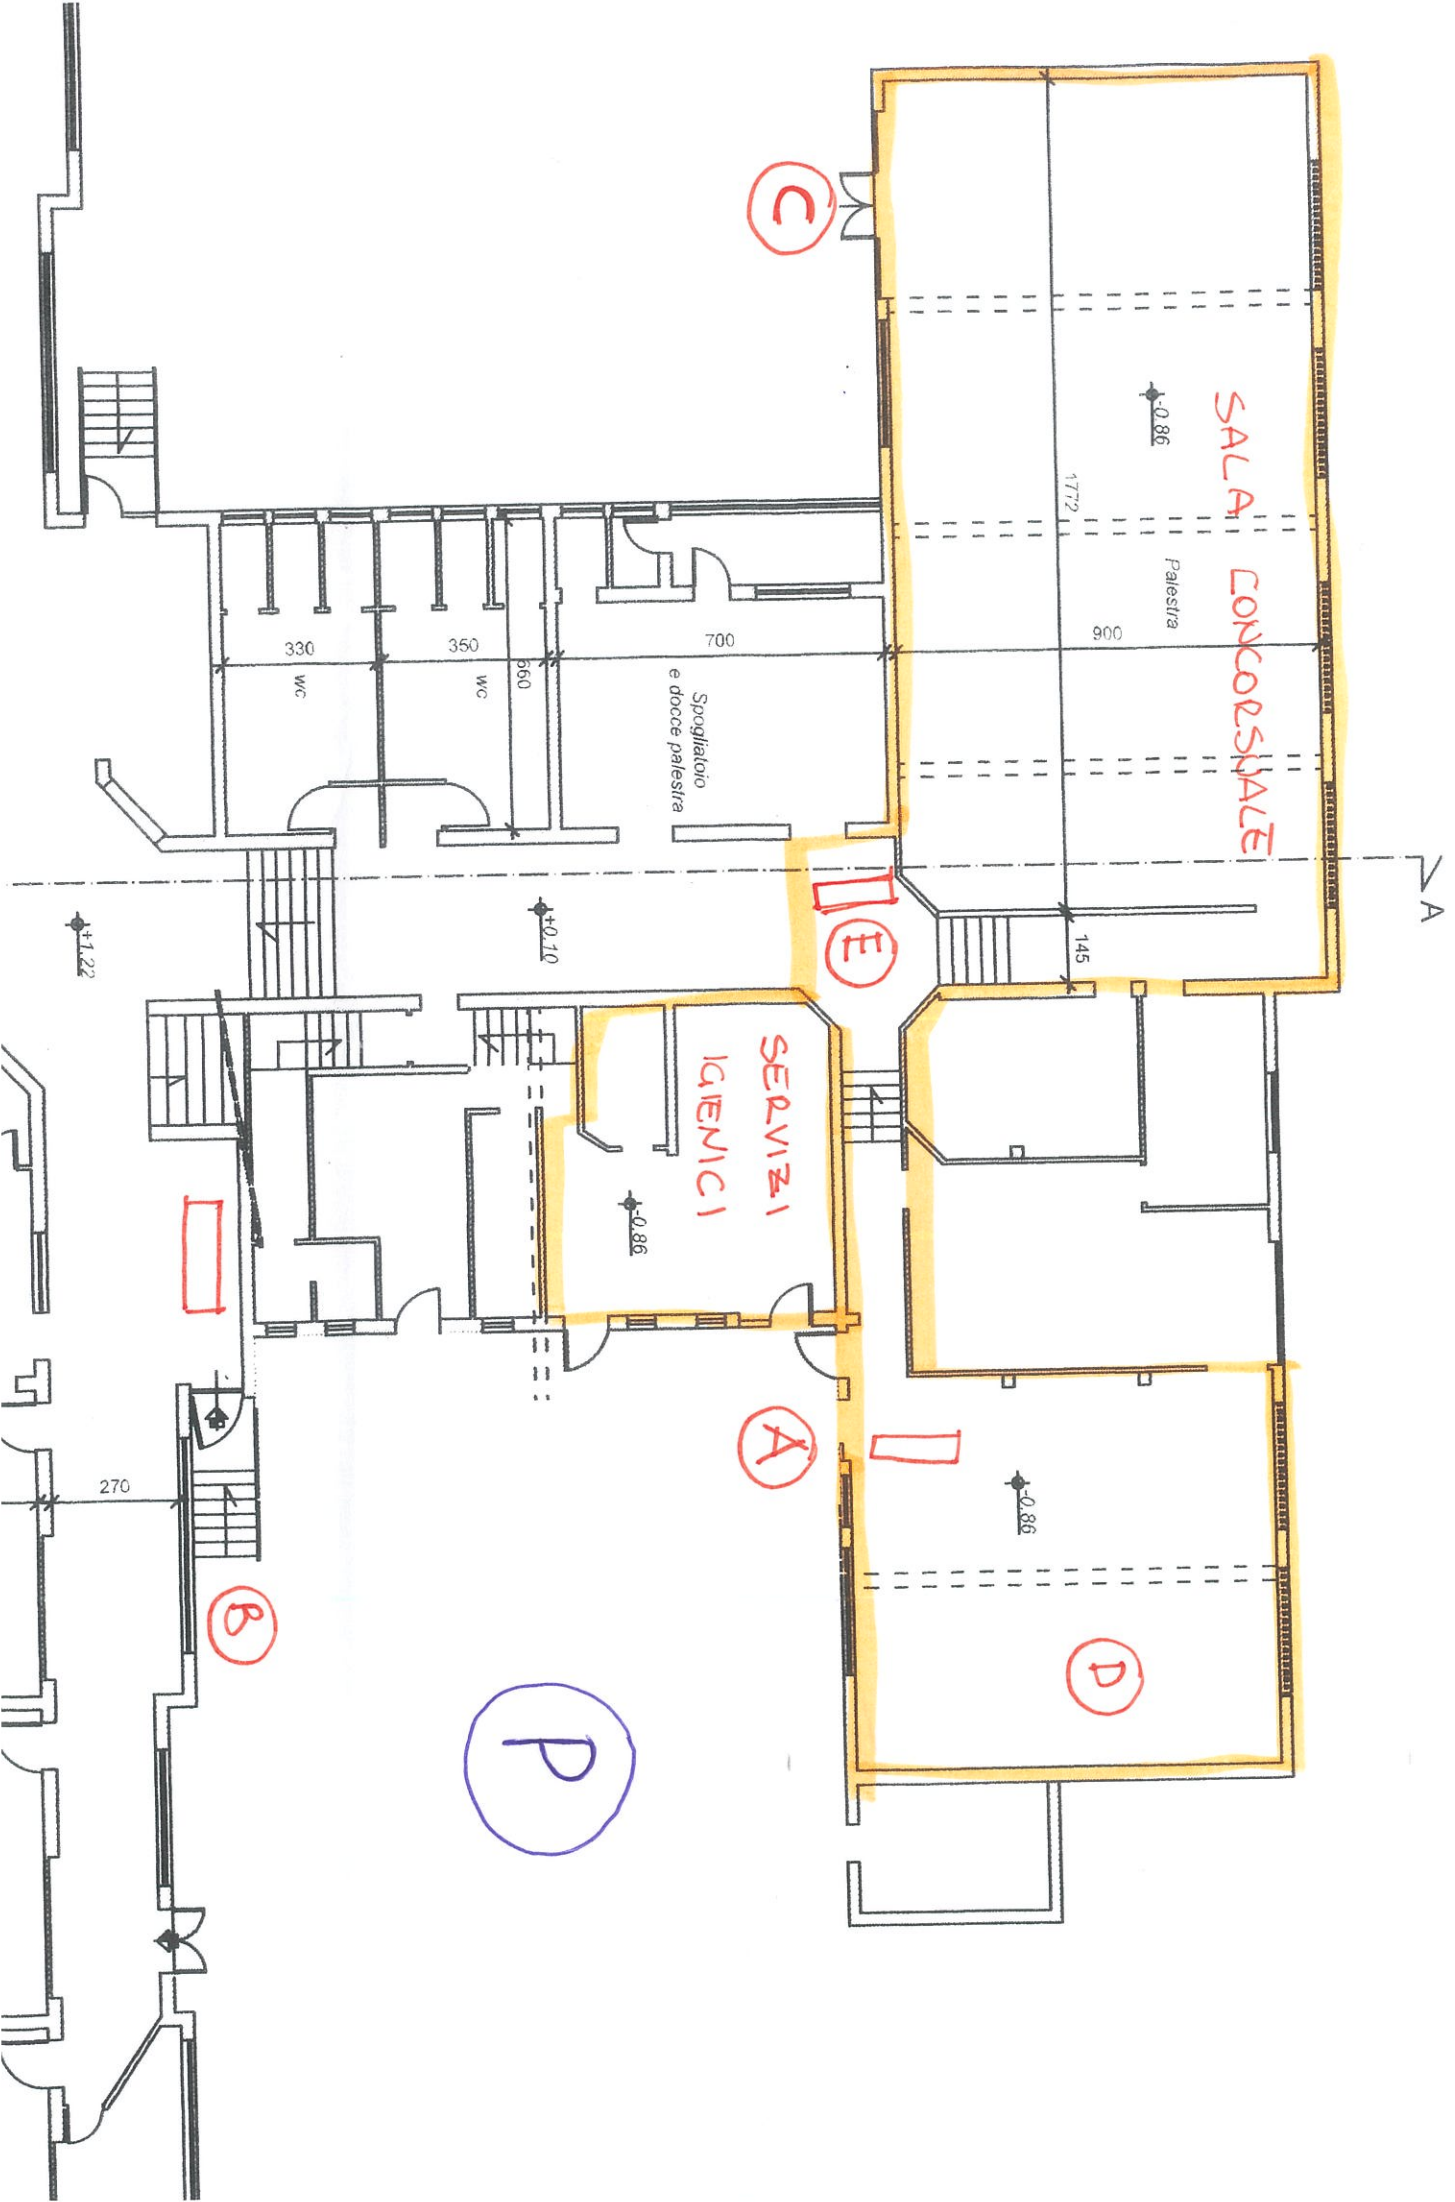 C
-0.86
SALA CONCORSUALE
1772
Palestra
900
700
350
330
660
wc
wc
Spogliatoio
e docce palestra
A
145
E
+0.10
+1.22
SERVIZI
IGIENICI
-0.86
A
-0.86
270
B
D
P